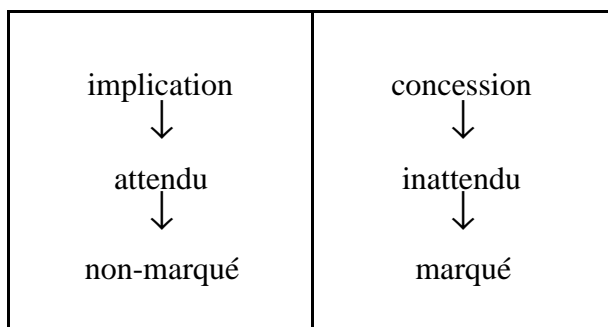 implication
attendu
non-marqué
concession
inattendu
marqué